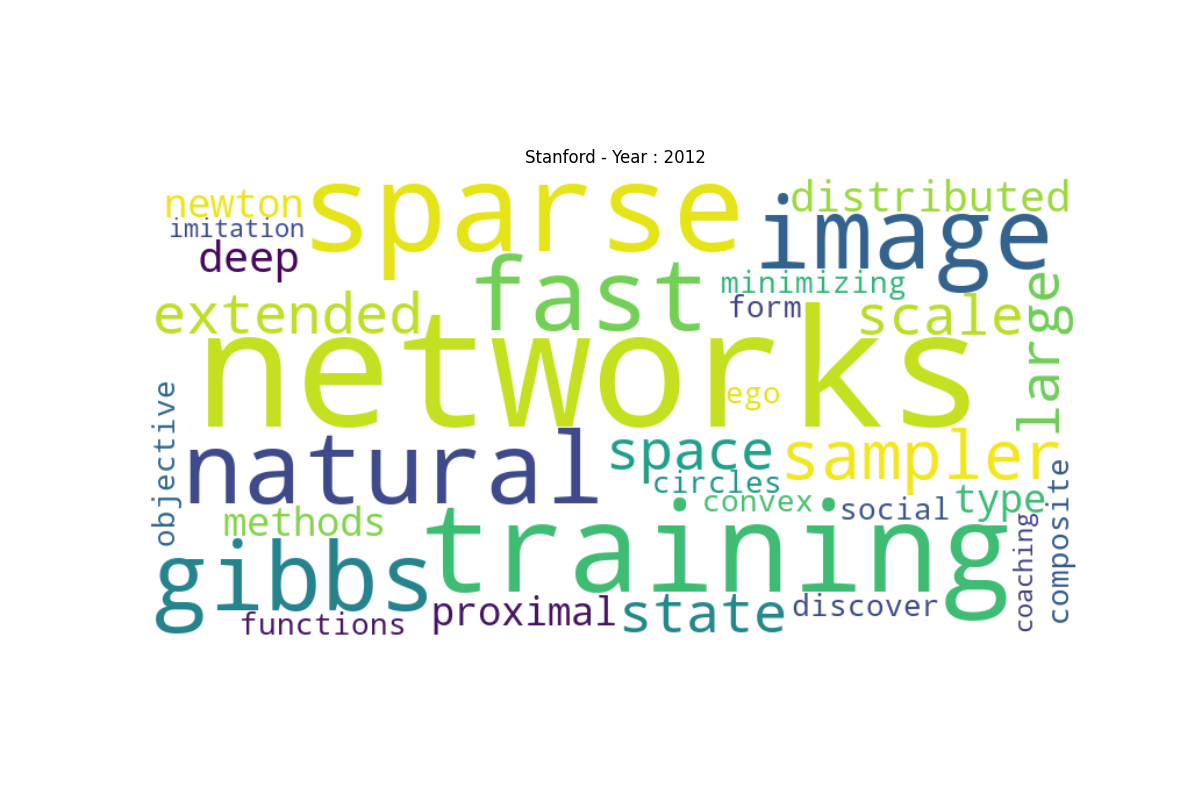 Stanford - Year : 2012
newton
sparse
distributed
imitation
image
deep
fast
minimizing
extended
form
scale
large
networks
ego
objective
natural
space
sampler
circles
composite
methods
convex
social
type
training
coaching
gibbs
proximal
state
discover
functions